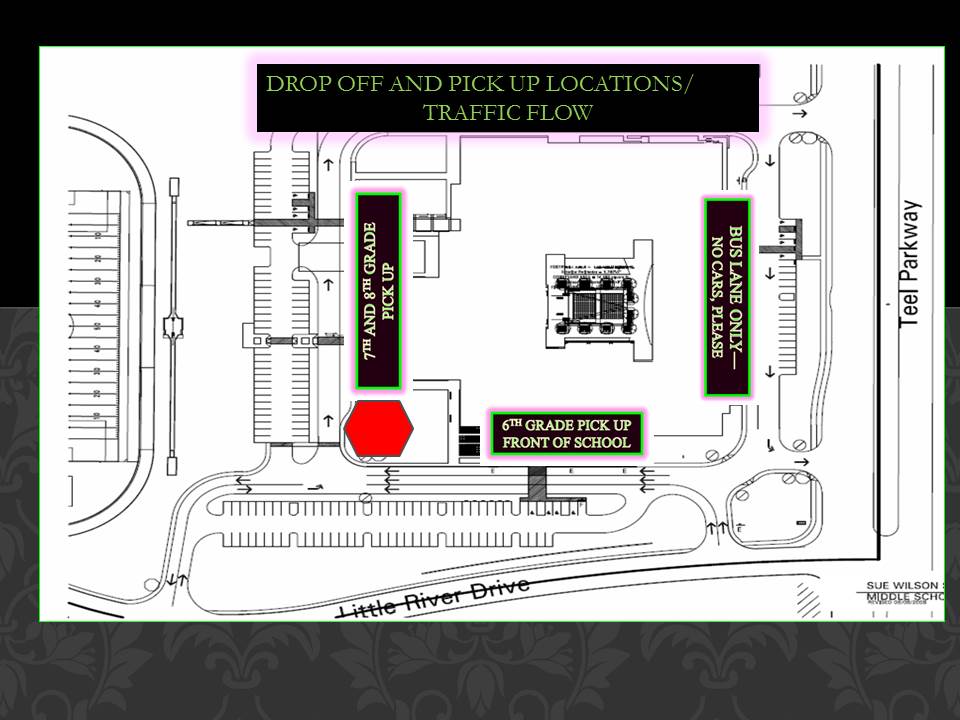 DROP OFF AND PICK UP LOCATIONS/
TRAFFIC FLOW
7TH AND 8TH GRADE
PICK UP
BUS LANE ONLY—
NO CARS, PLEASE
6TH GRADE PICK UP
FRONT OF SCHOOL
Teel Parkway
Little River Drive
SUE WILSON
MIDDLE SCHO